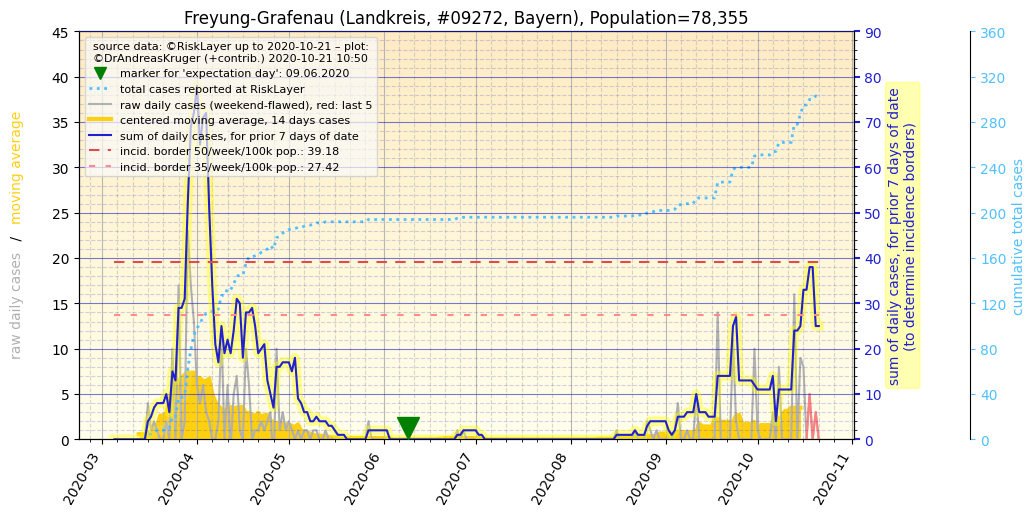 Freyung-Grafenau (Landkreis, #09272, Bayern), Population=78,355
source data: ©RiskLayer up to 2020-10-21 – plot:
©DrAndreasKruger (+contrib.) 2020-10-21 10:50
marker for 'expectation day': 09.06.2020
total cases reported at RiskLayer
raw daily cases (weekend-flawed), red: last 5
centered moving average, 14 days cases
sum of daily cases, for prior 7 days of date
incid. border 50/week/100k pop.: 39.18
incid. border 35/week/100k pop.: 27.42
raw daily cases / moving average
45
40
35
30
25
20
15
10
5
0
2020-03
2020-04
2020-05
2020-06
2020-07
2020-08
2020-09
2020-10
2020-11
90
80
70
60
50
40
30
20
10
0
sum of daily cases, for prior 7 days of date
(to determine incidence borders)
360
320
280
240
200
160
120
80
40
0
cumulative total cases